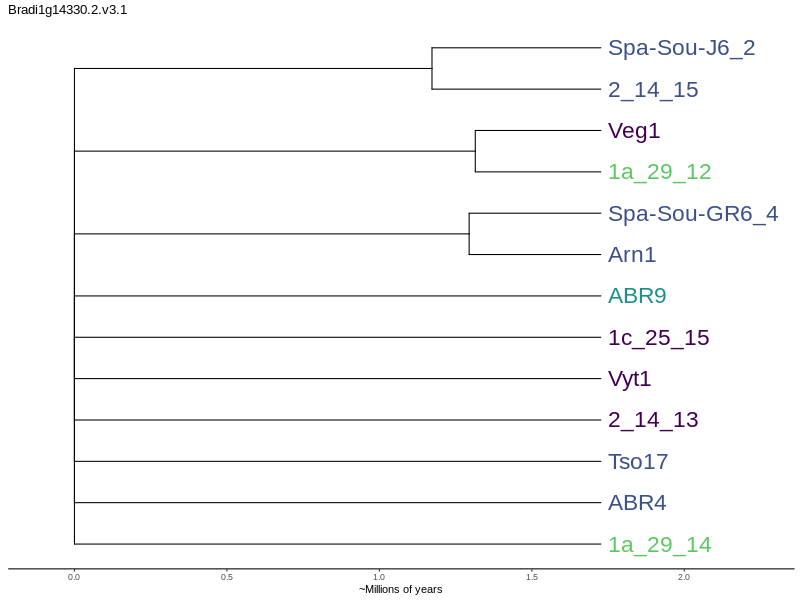 Bradi1g14330.2.v3.1
Spa-Sou-J6_2
2_14_15
Veg1
1a_29_12
Spa-Sou-GR6_4
Arn1
ABR9
1c_25_15
Vyt1
2_14_13
Tso17
ABR4
1a_29_14
0.0 0.5 1.0 1.5 2.0
~Millions of years